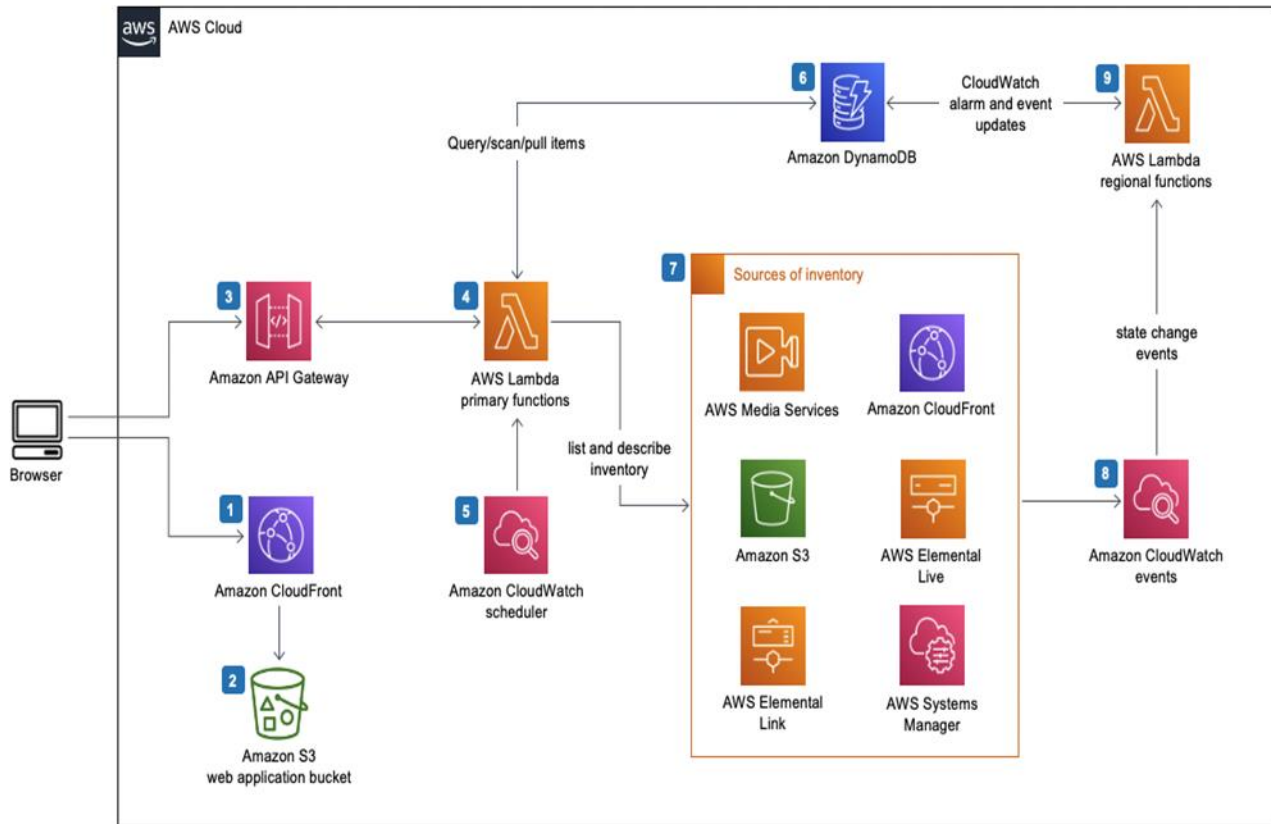 aws
AWS Cloud
6
CloudWatch
alarm and event
updates
9
Query/scan/pull items
Amazon DynamoDB
AWS Lambda
regional functions
3
4
7
Sources of inventory
Amazon API Gateway
AWS Lambda
primary functions
AWS Media Services
Amazon CloudFront
state change
events
Browser
list and describe
inventory
1
5
8
Amazon CloudFront
Amazon CloudWatch
scheduler
Amazon S3
AWS Elemental
Live
Amazon CloudWatch
events
2
AWS Elemental
Link
AWS Systems
Manager
Amazon S3
web application bucket